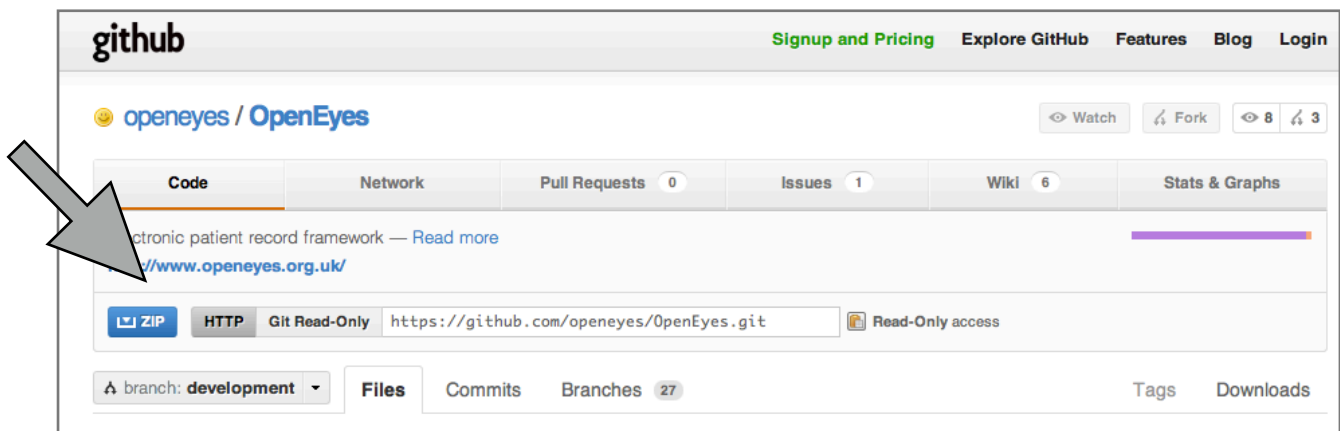 github Signup and Pricing Explore GitHub Features Blog Login
openeyes / OpenEyes Watch Fork 8 3
Code Network Pull Requests 0 Issues 1 Wiki 6 Stats & Graphs
ctronic patient record framework — Read more
://www.openeyes.org.uk/
ZIP HTTP Git Read-Only https://github.com/openeyes/OpenEyes.git Read-Only access
branch: development Files Commits Branches 27 Tags Downloads